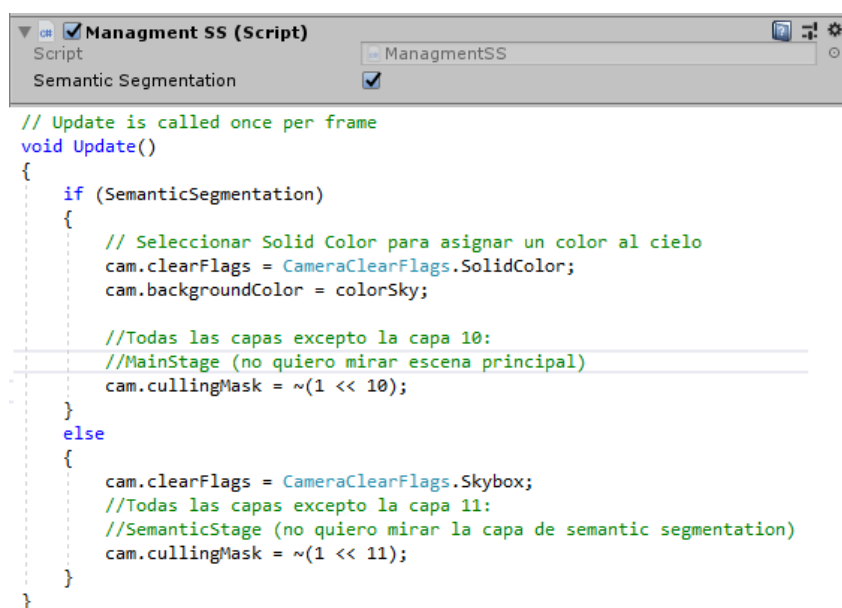 Managment SS (Script)
Script ManagmentSS
Semantic Segmentation
// Update is called once per frame
void Update()
{
if (SemanticSegmentation)
{
// Seleccionar Solid Color para asignar un color al cielo
cam.clearFlags = CameraClearFlags.SolidColor;
cam.backgroundColor = colorSky;
//Todas las capas excepto la capa 10:
//MainStage (no quiero mirar escena principal)
cam.cullingMask = ~(1 << 10);
}
else
{
cam.clearFlags = CameraClearFlags.Skybox;
//Todas las capas excepto la capa 11:
//SemanticStage (no quiero mirar la capa de semantic segmentation)
cam.cullingMask = ~(1 << 11);
}
}